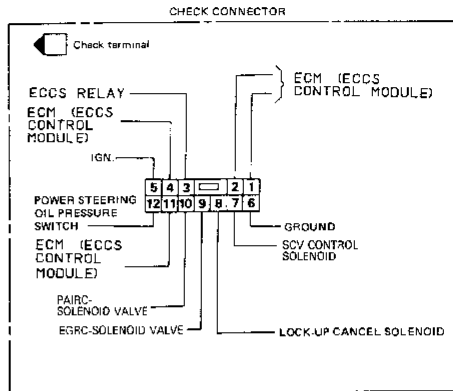 CHECK CONNECTOR
Check terminal
ECCS RELAY
ECM (ECCS
CONTROL
MODULE)
IGN.
ECM (ECCS
CONTROL MODULE)
5 4 3 2 1
12 11 10 9 8 7 6
POWER STEERING
OIL PRESSURE
SWITCH
ECM (ECCS
CONTROL
MODULE)
GROUND
SCV CONTROL
SOLENOID
PAIRC-
SOLENOID VALVE
EGRC-SOLENOID VALVE
LOCK-UP CANCEL SOLENOID